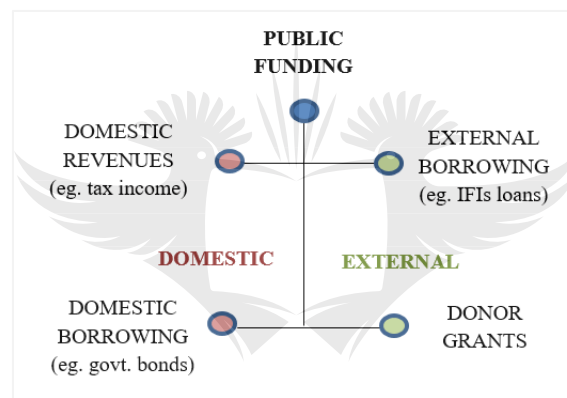 PUBLIC
FUNDING
DOMESTIC
REVENUES
(eg. tax income)
EXTERNAL
BORROWING
(eg. IFIs loans)
DOMESTIC
EXTERNAL
DOMESTIC
BORROWING
(eg. govt. bonds)
DONOR
GRANTS